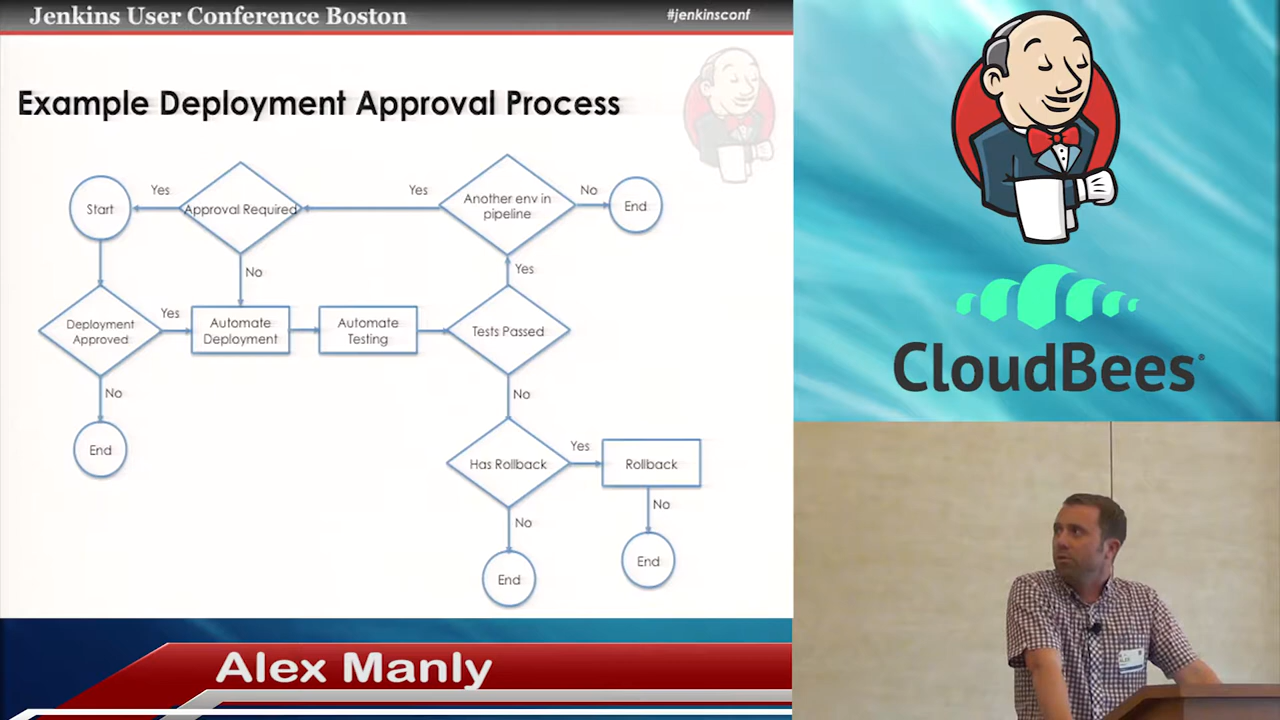 Jenkins User Conference Boston
#jenkinsconf
Example Deployment Approval Process
Start
Yes
Approval Required
Yes
Another env in
pipeline
No
End
No
Yes
Deployment
Approved
Yes
Automate
Deployment
Automate
Testing
Tests Passed
No
No
End
Has Rollback
Yes
Rollback
No
No
End
End
CloudBees
ALEX
Alex Manly